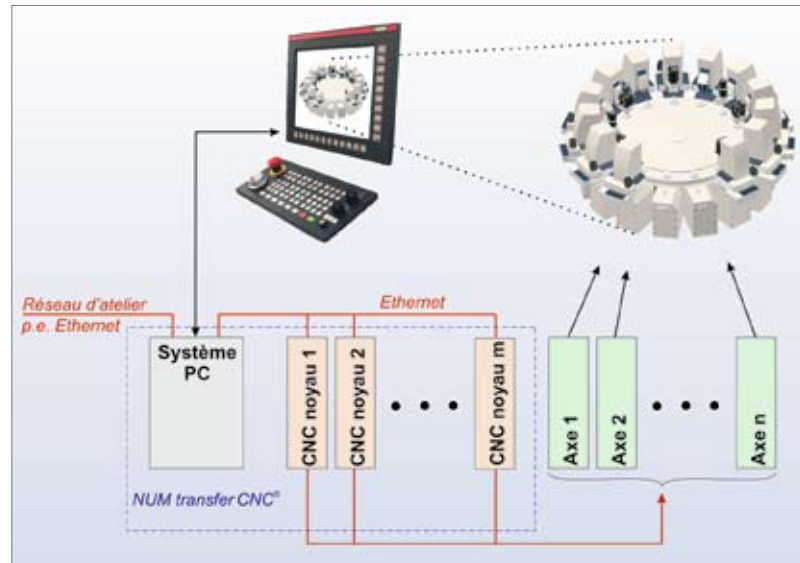 Réseau d'atelier
p.e. Ethernet
Ethernet
Système
PC
CNC noyau 1
CNC noyau 2
CNC noyau m
Axe 1
Axe 2
Axe n
NUM transfer CNC®